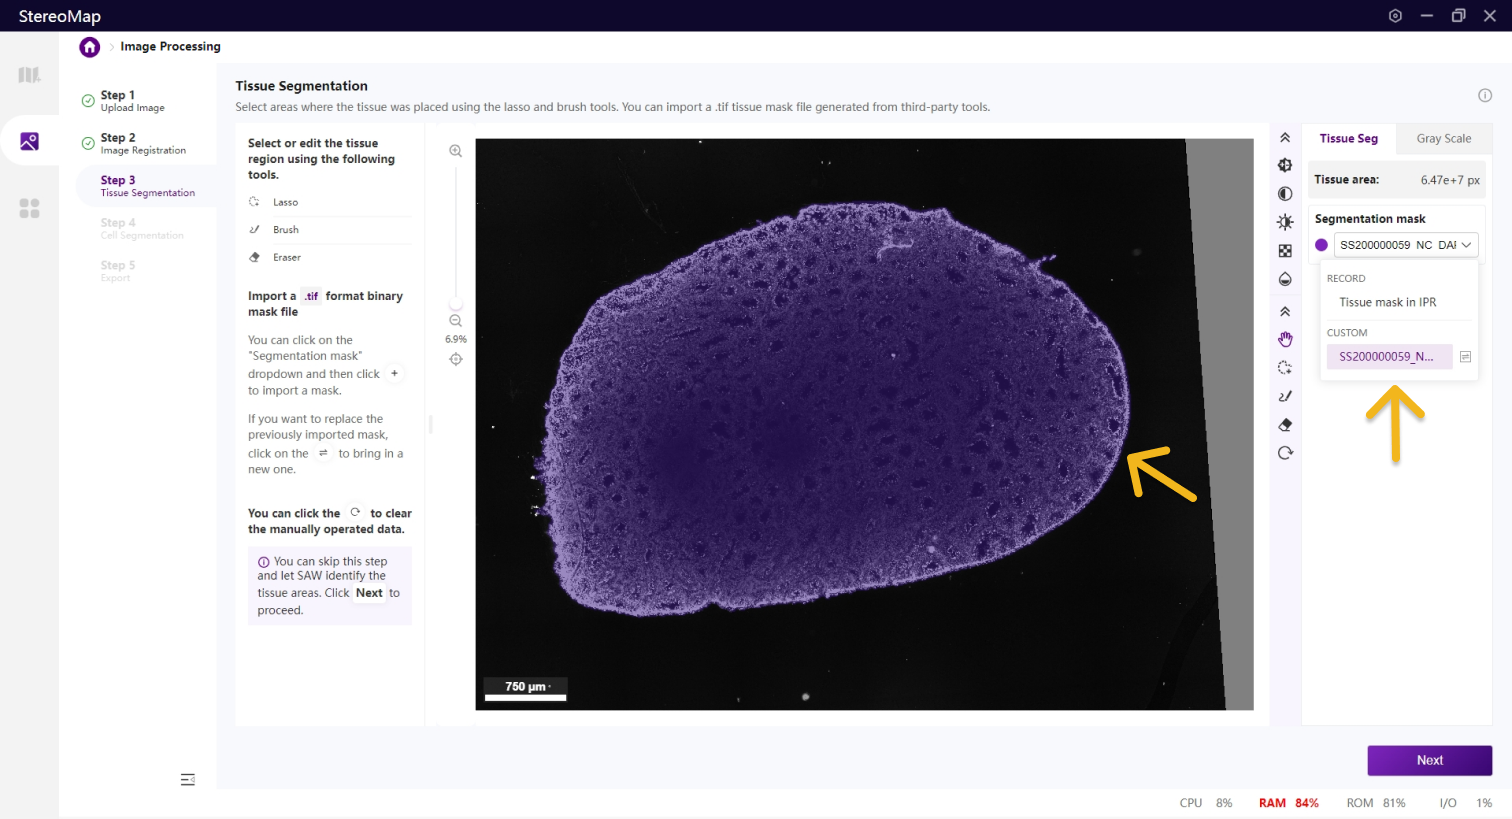 StereoMap
Image Processing
Step 1
Upload Image
Step 2
Image Registration
Step 3
Tissue Segmentation
Step 4
Cell Segmentation
Step 5
Export
Tissue Segmentation
Select areas where the tissue was placed using the lasso and brush tools. You can import a .tif tissue mask file generated from third-party tools.
Select or edit the tissue
region using the following
tools.
Lasso
Brush
Eraser
Import a .tif format binary
mask file
You can click on the
"Segmentation mask"
dropdown and then click +
to import a mask.
If you want to replace the
previously imported mask,
click on the ⇌ to bring in a
new one.
You can click the to clear
the manually operated data.
You can skip this step
and let SAW identify the
tissue areas. Click Next to
proceed.
6.9%
750 μm
Tissue Seg
Gray Scale
Tissue area: 6.47e+7 px
Segmentation mask
SS200000059 NC DAI
RECORD
Tissue mask in IPR
CUSTOM
SS200000059_N...
Next
CPU 8% RAM 84% ROM 81% I/O 1%